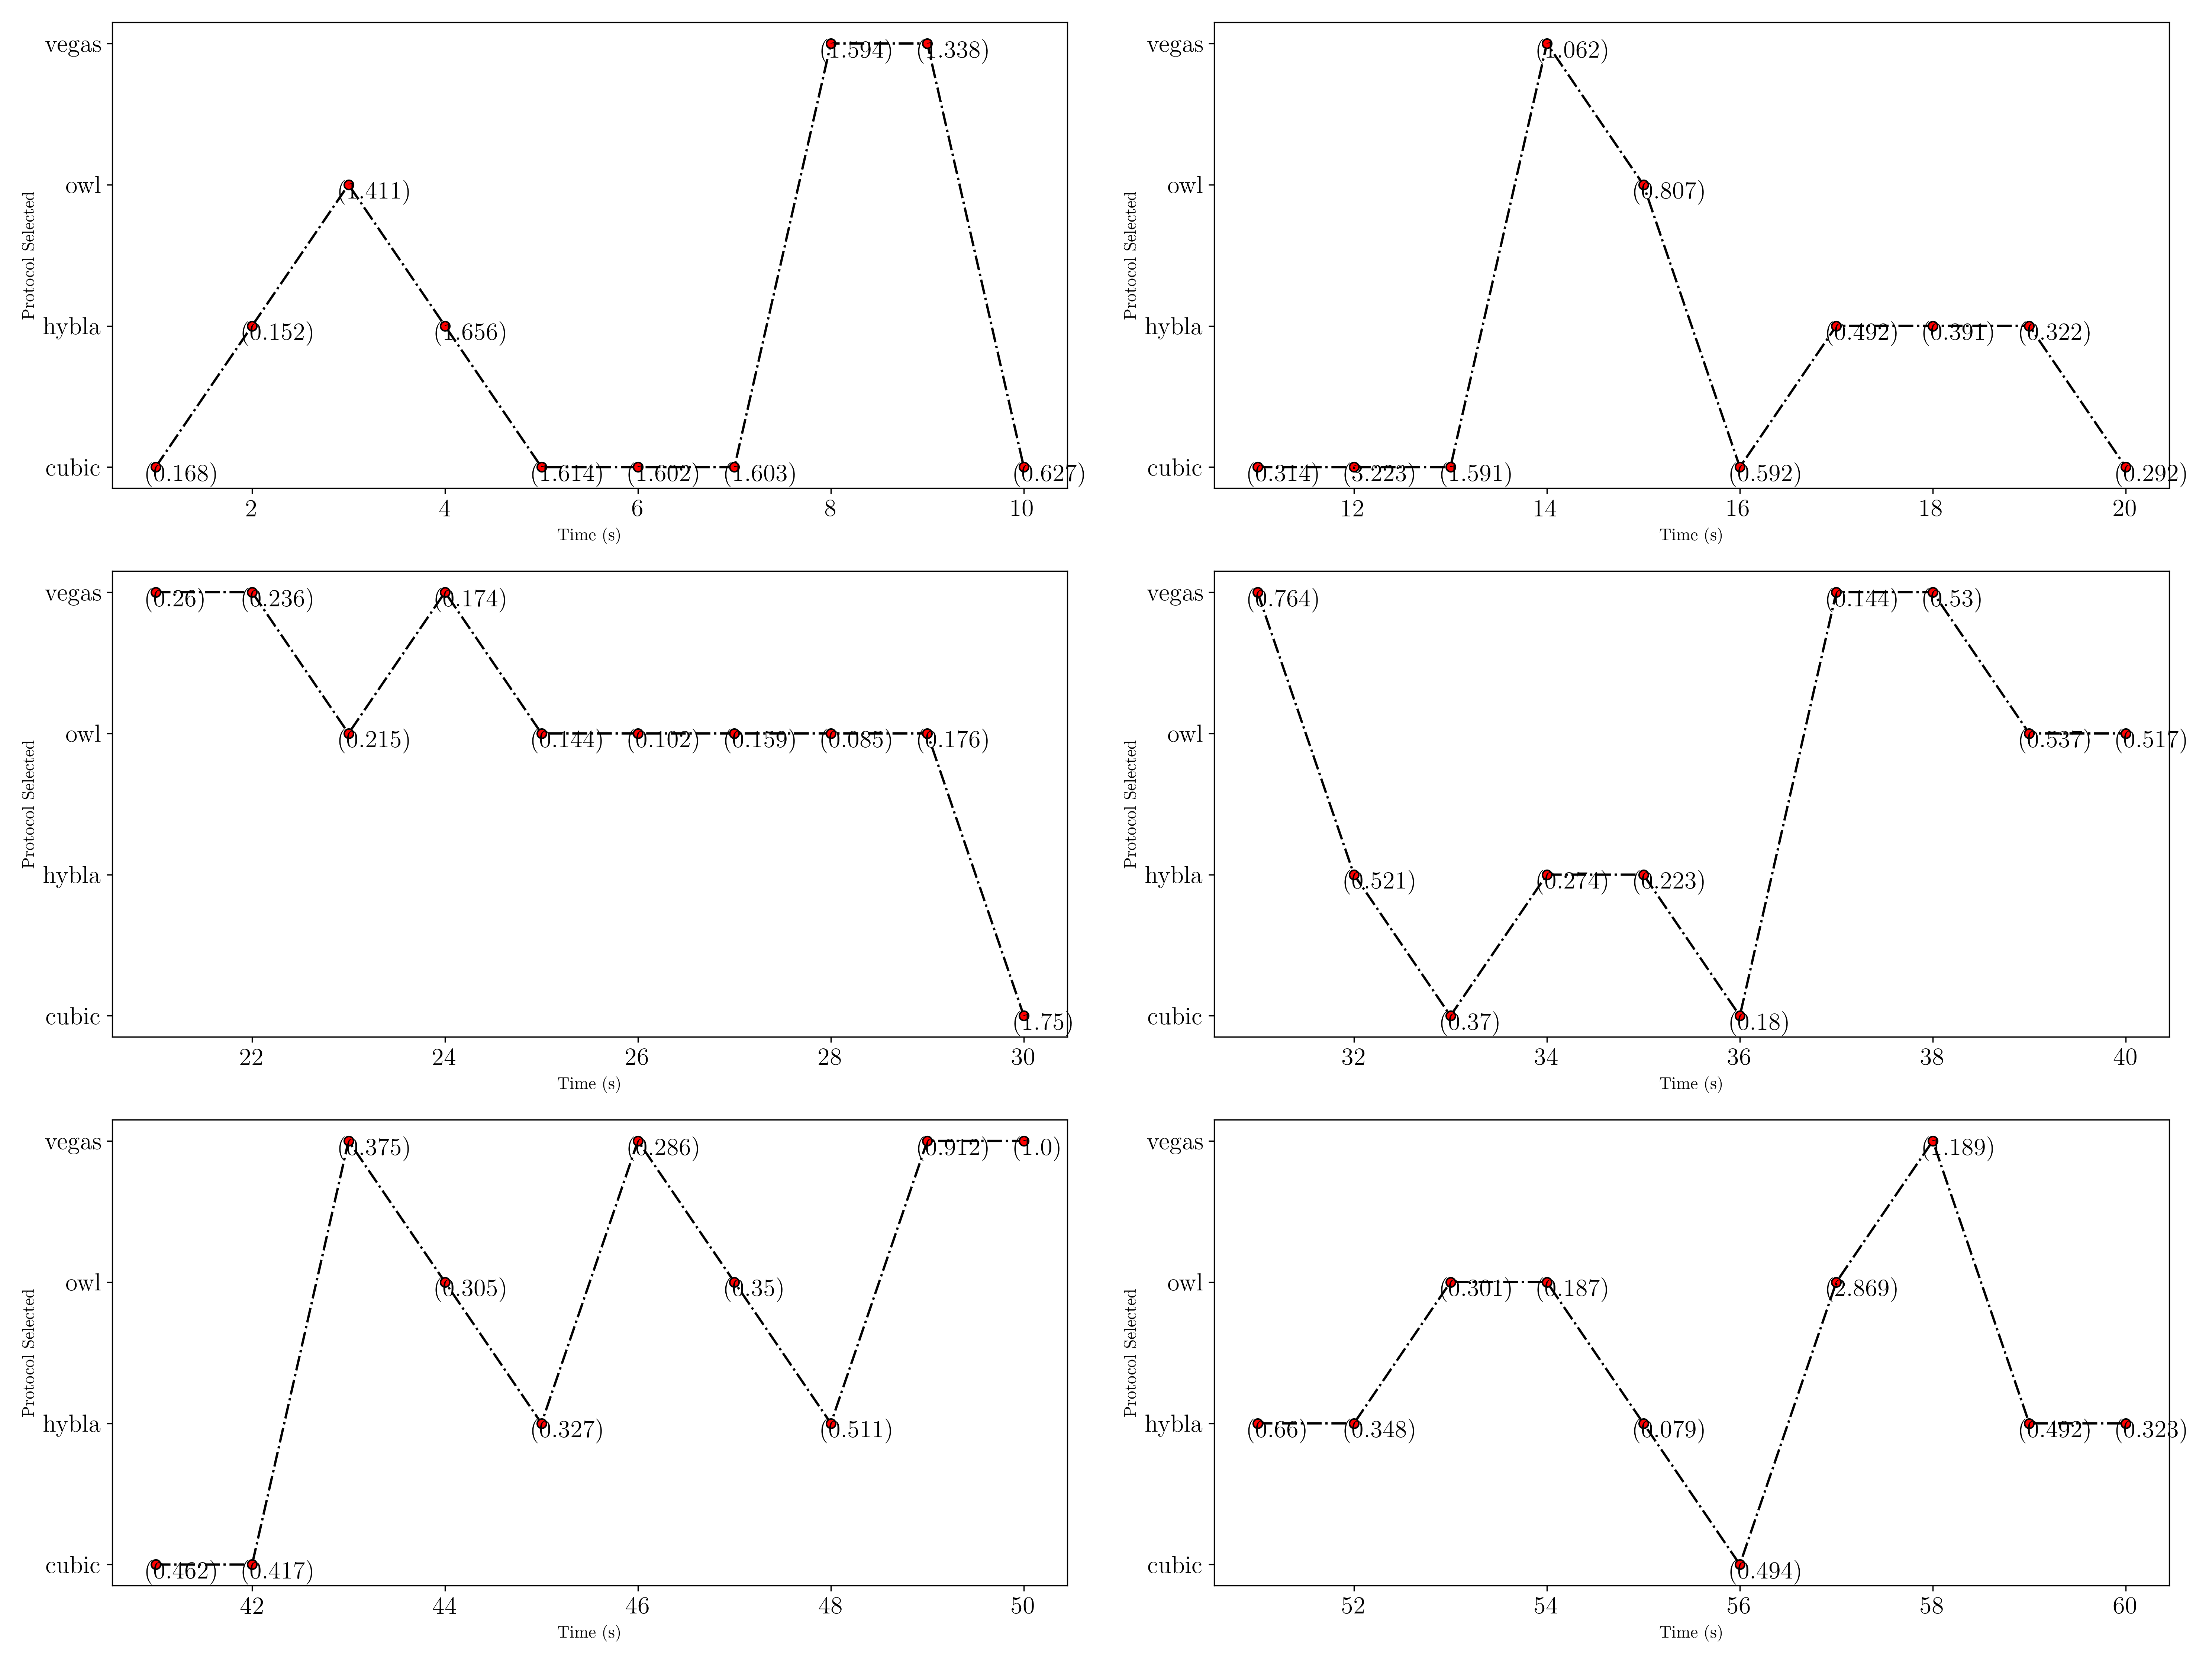 vegas
(1.594) (1.338)
owl
(1.411)
hybla
(0.152) (1.656)
cubic
(0.168) (1.614) (1.602) (1.603) (0.627)
2 4 6 8 10
Time (s)
Protocol Selected
vegas
(1.062)
owl
(0.807)
hybla
(0.492) (0.391) (0.322)
cubic
(0.314) (3.223) (1.591) (0.592) (0.292)
12 14 16 18 20
Time (s)
Protocol Selected
vegas
(0.26) (0.236) (0.174)
owl
(0.215) (0.144) (0.102) (0.159) (0.085) (0.176)
hybla
cubic
(1.75)
22 24 26 28 30
Time (s)
Protocol Selected
vegas
(0.764) (0.144) (0.53)
owl
(0.537) (0.517)
hybla
(0.521) (0.274) (0.223)
cubic
(0.37) (0.18)
32 34 36 38 40
Time (s)
Protocol Selected
vegas
(0.375) (0.286) (0.912) (1.0)
owl
(0.305) (0.35)
hybla
(0.327) (0.511)
cubic
(0.462) (0.417)
42 44 46 48 50
Time (s)
Protocol Selected
vegas
(1.189)
owl
(0.301) (0.187) (2.869)
hybla
(0.66) (0.348) (0.079) (0.492) (0.323)
cubic
(0.494)
52 54 56 58 60
Time (s)
Protocol Selected